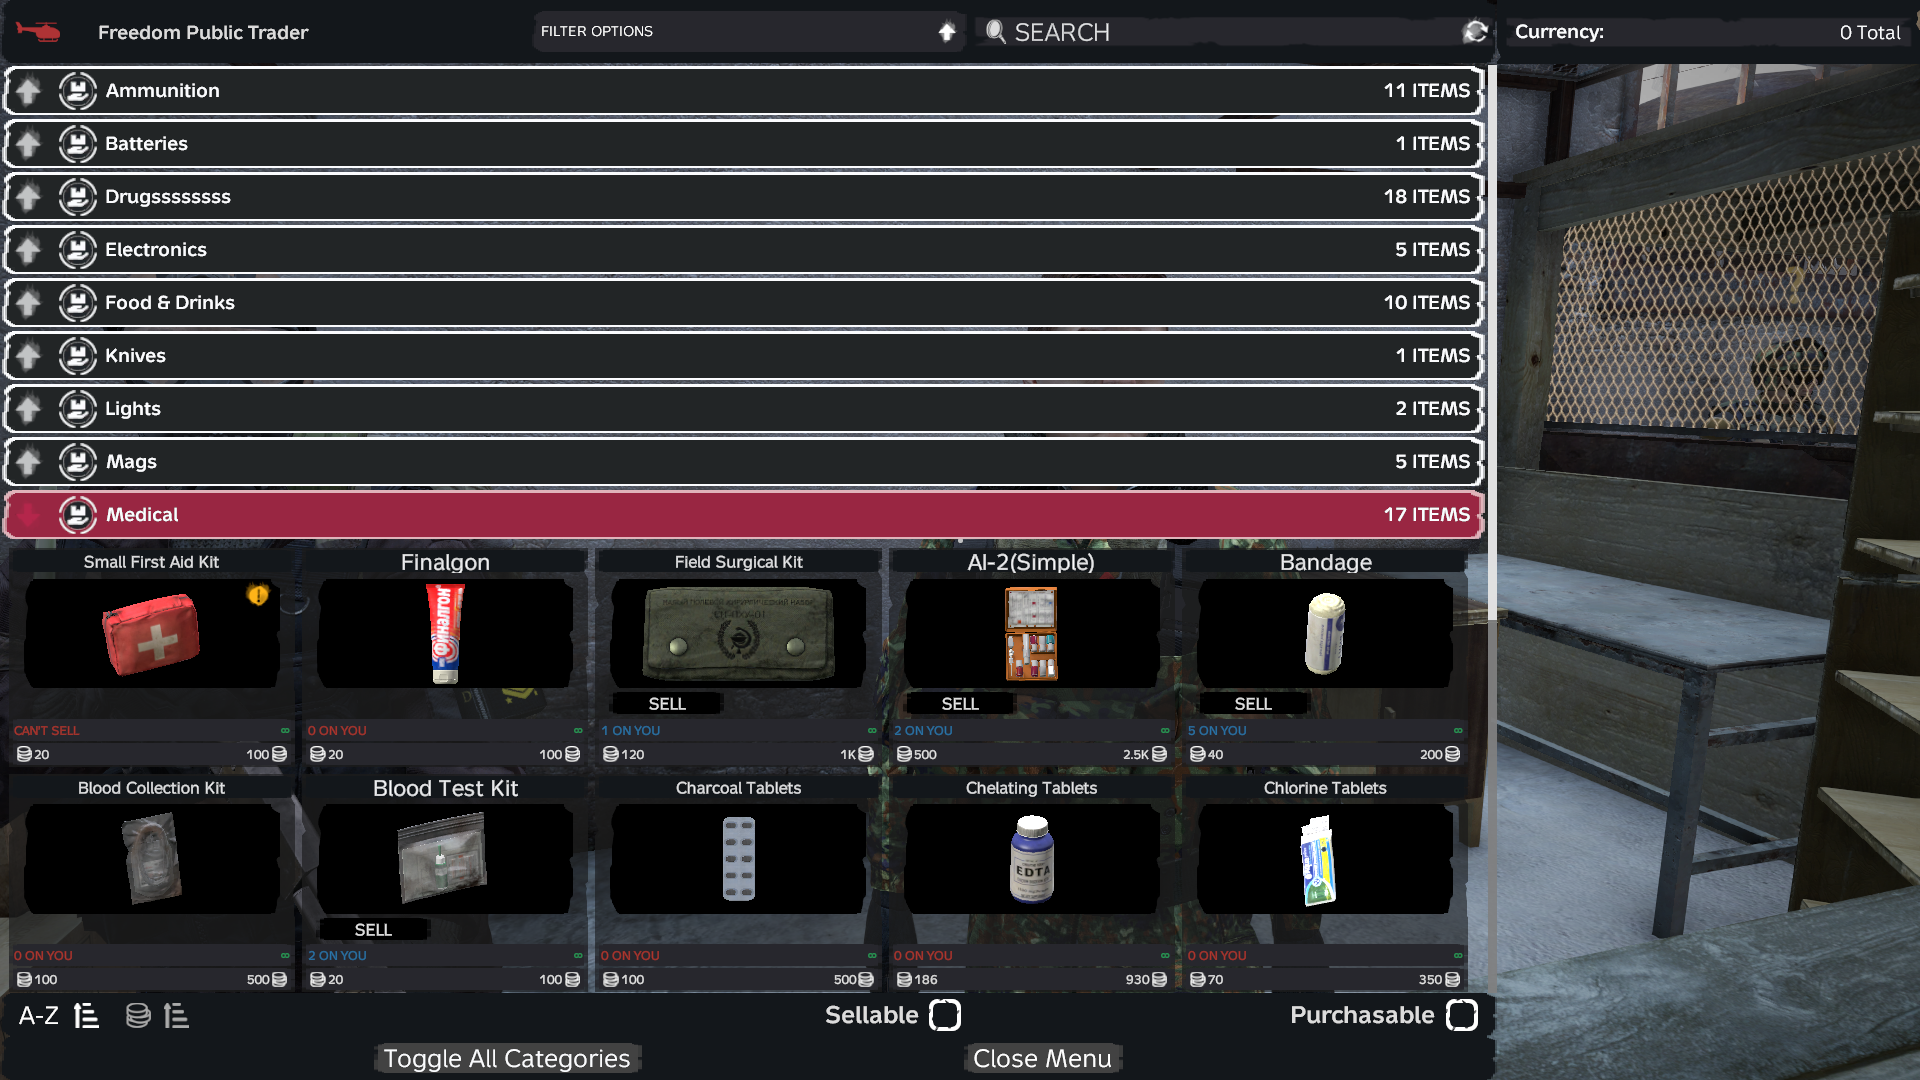 Freedom Public Trader
FILTER OPTIONS
SEARCH
Currency:
0 Total
Ammunition
11 ITEMS
Batteries
1 ITEMS
Drugssssssss
18 ITEMS
Electronics
5 ITEMS
Food & Drinks
10 ITEMS
Knives
1 ITEMS
Lights
2 ITEMS
Mags
5 ITEMS
Medical
17 ITEMS
Small First Aid Kit
Finalgon
Field Surgical Kit
AI-2(Simple)
Bandage
ФИНАЛГОН
SELL
SELL
SELL
CAN'T SELL ∞
0 ON YOU ∞
1 ON YOU ∞
2 ON YOU ∞
5 ON YOU ∞
20 100
20 100
120 1K
500 2.5K
40 200
Blood Collection Kit
Blood Test Kit
Charcoal Tablets
Chelating Tablets
Chlorine Tablets
EDTA
SELL
0 ON YOU ∞
2 ON YOU ∞
0 ON YOU ∞
0 ON YOU ∞
0 ON YOU ∞
100 500
20 100
100 500
186 930
70 350
A-Z
Sellable
Purchasable
Toggle All Categories
Close Menu